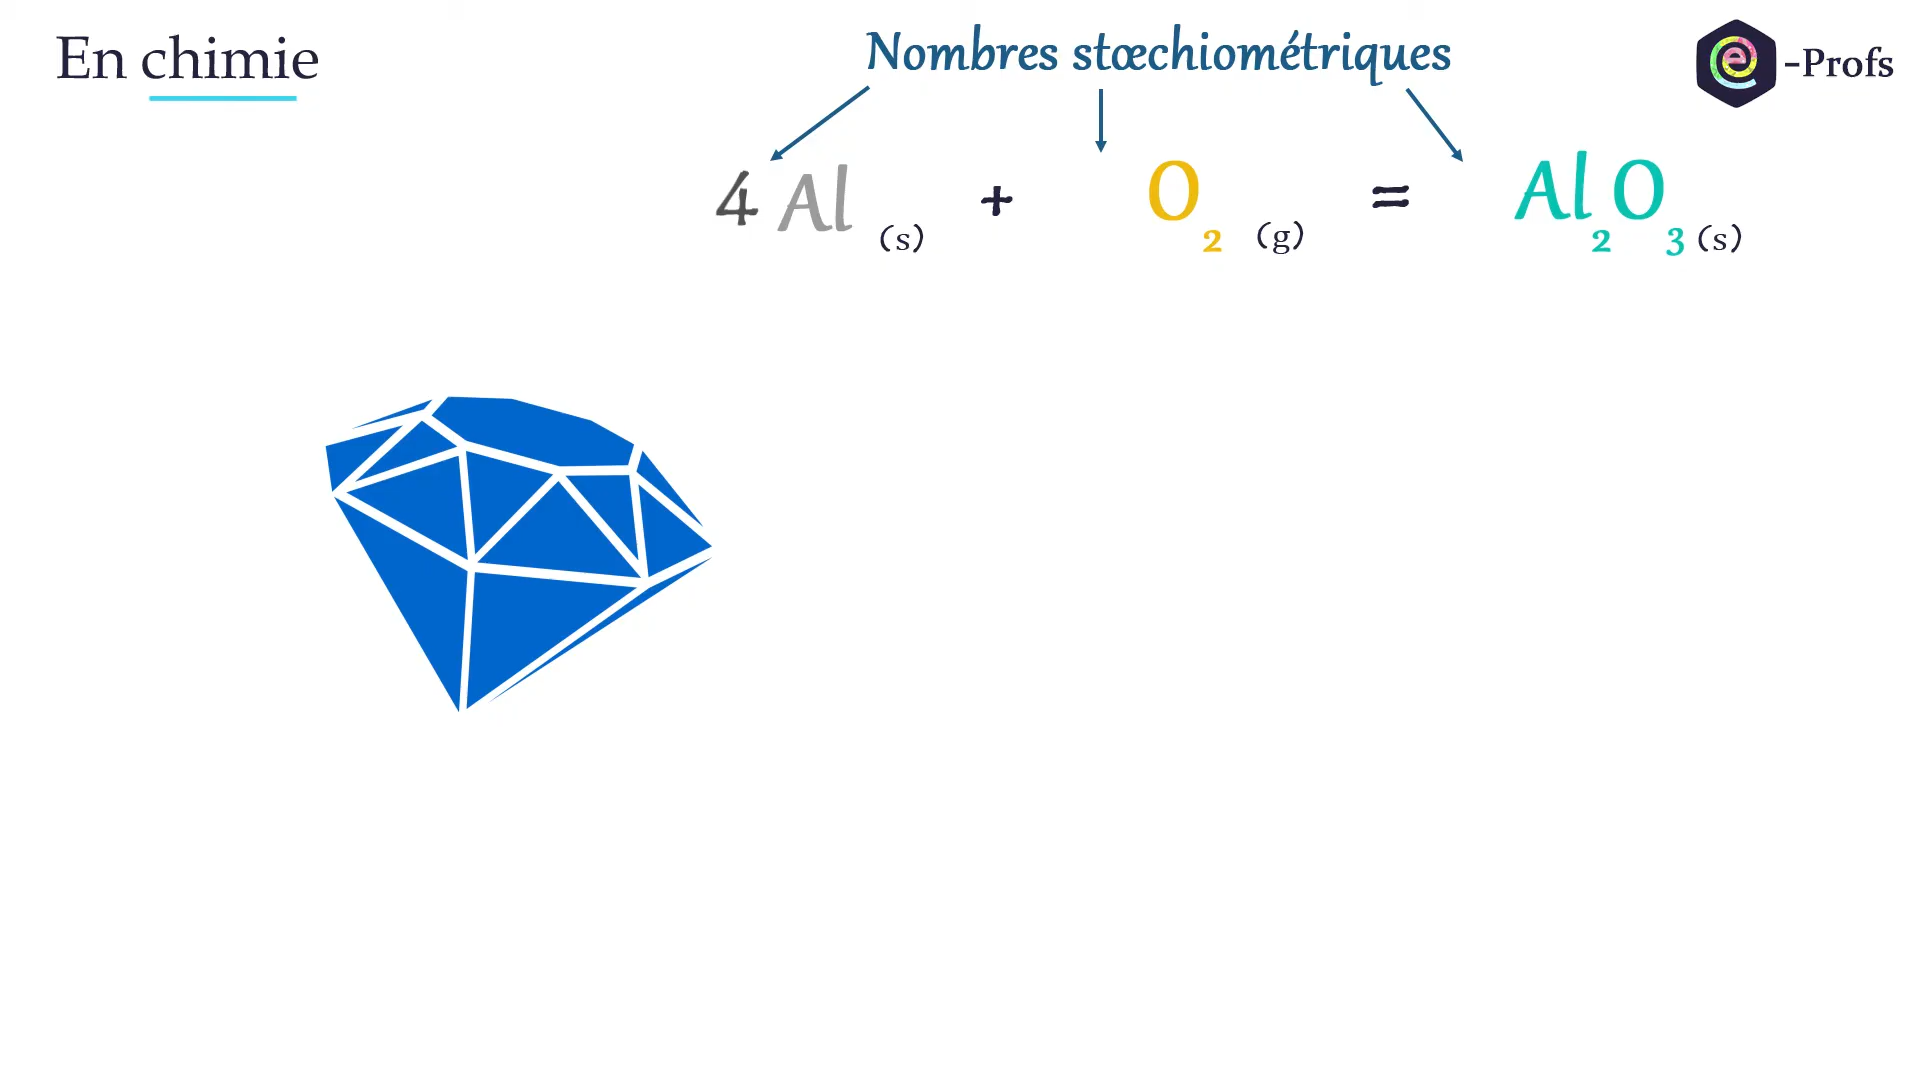 En chimie
Nombres stœchiométriques
e -Profs
4 Al (s) + O₂ (g) = Al₂O₃ (s)